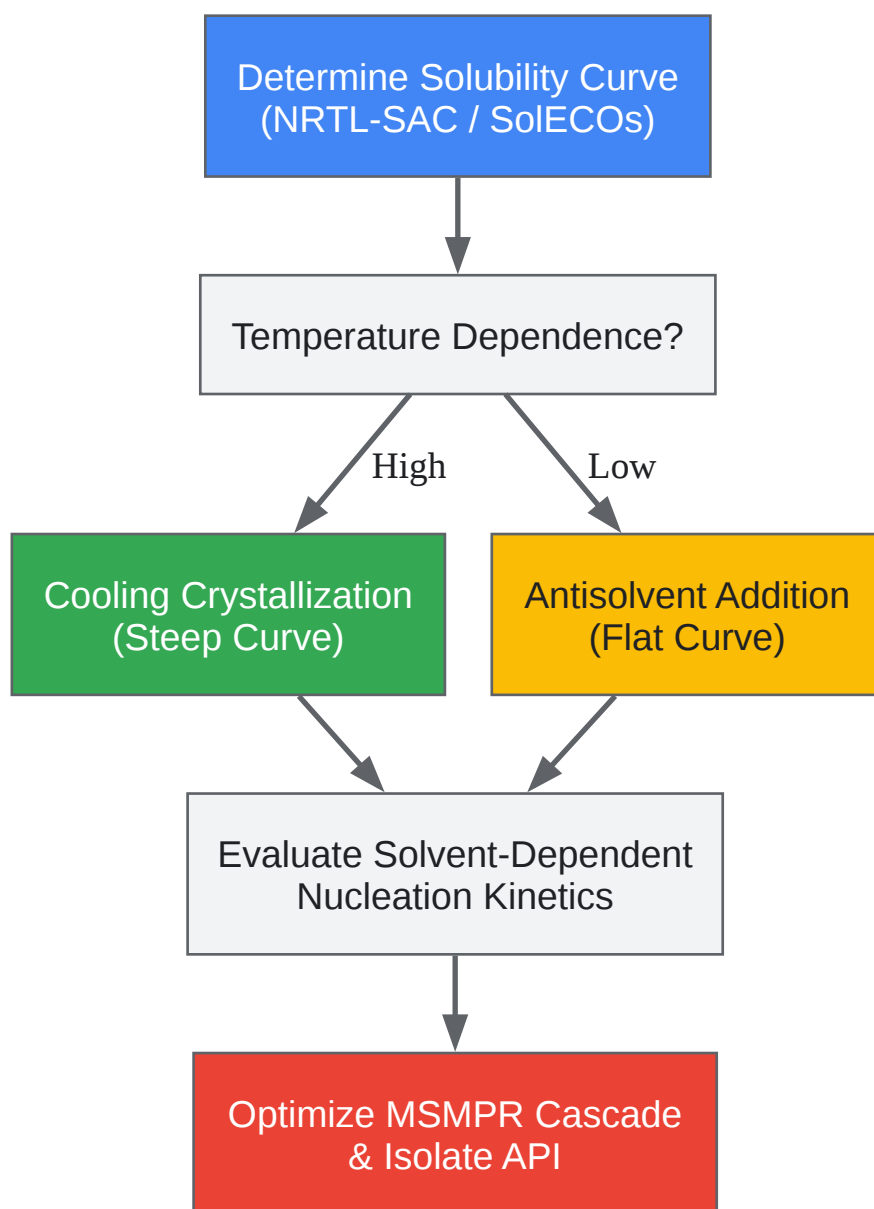 Determine Solubility Curve
(NRTL-SAC / SolECOs)
Temperature Dependence?
High
Low
Cooling Crystallization
(Steep Curve)
Antisolvent Addition
(Flat Curve)
Evaluate Solvent-Dependent
Nucleation Kinetics
Optimize MSMPR Cascade
& Isolate API